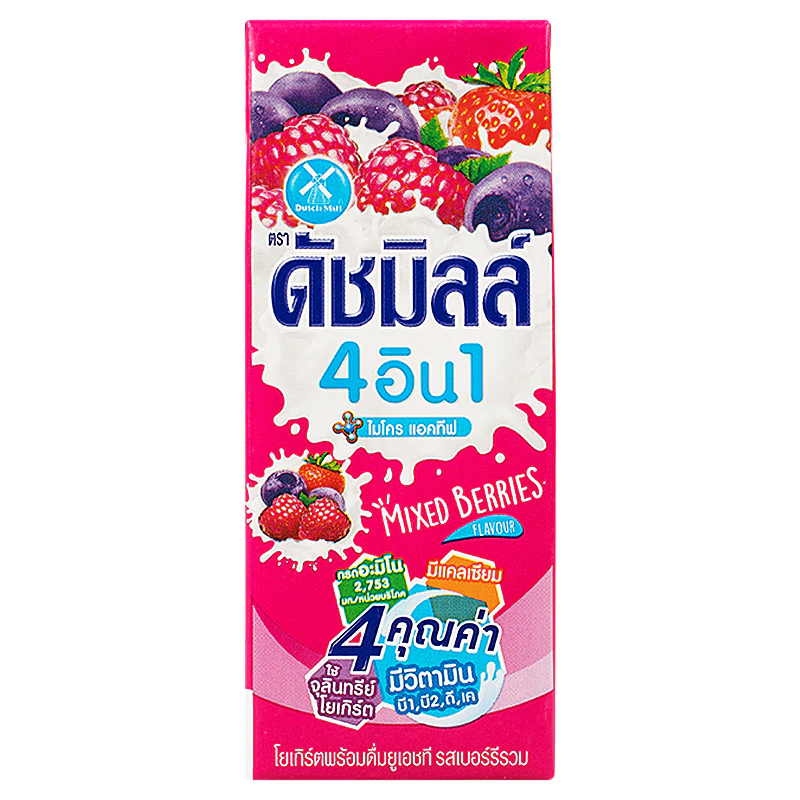 Dutch Mill
ตรา
ดัชมิลล์
4 อิน 1
ไมโคร แอคทีฟ
MIXED BERRIES
FLAVOUR
กรดอะมิโน
2,753
มก./หน่วยบริโภค
มีแคลเซียม
4 คุณค่า
ใช้
จุลินทรีย์
โยเกิร์ต
มีวิตามิน
บี1,บี2,ดี,เค
โยเกิร์ตพร้อมดื่มยูเอชที รสเบอร์รีรวม